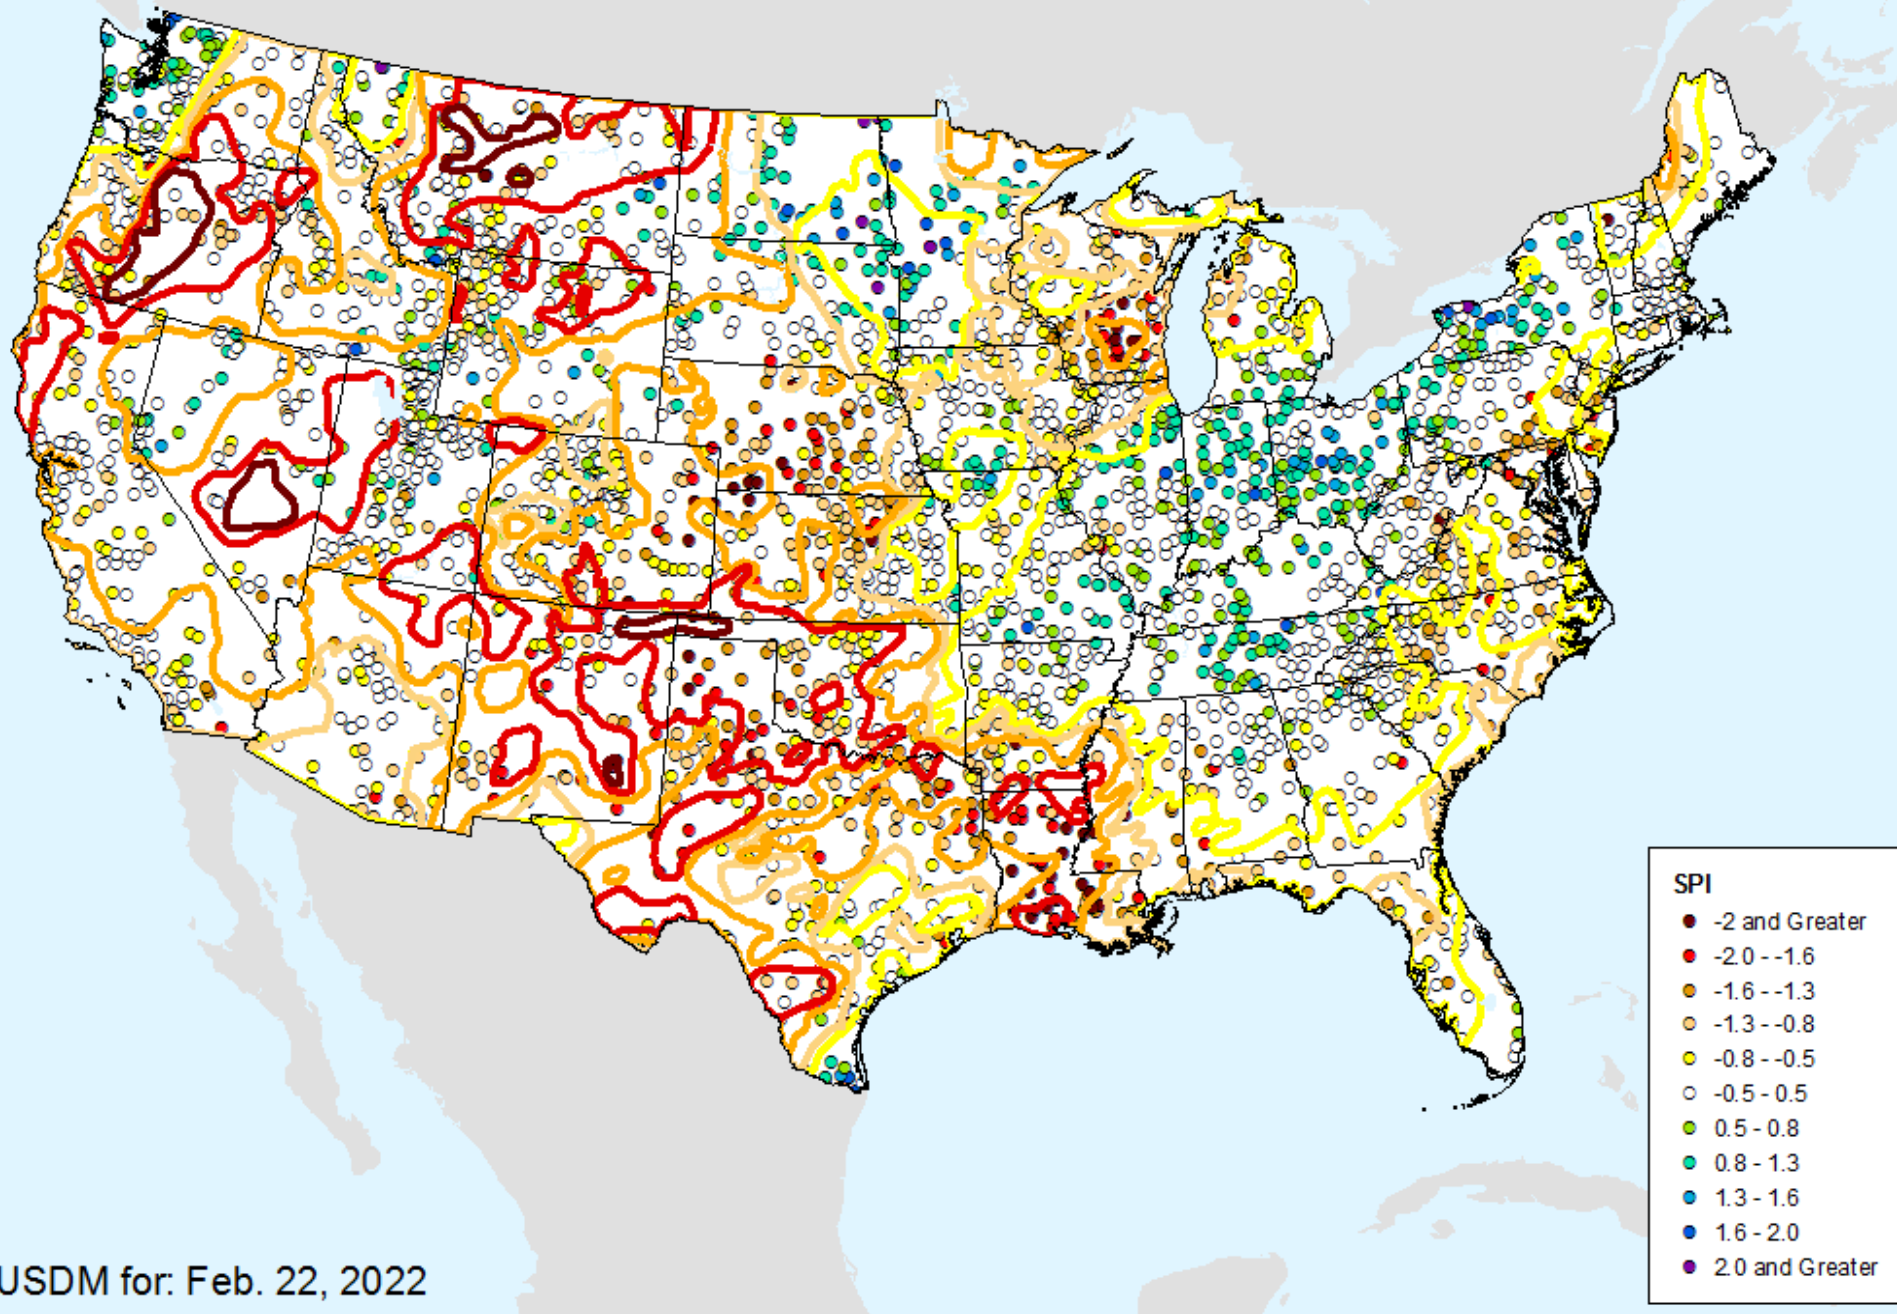 SPI
-2 and Greater
-2.0 - -1.6
-1.6 - -1.3
-1.3 - -0.8
-0.8 - -0.5
-0.5 - 0.5
0.5 - 0.8
0.8 - 1.3
1.3 - 1.6
1.6 - 2.0
2.0 and Greater
USDM for: Feb. 22, 2022